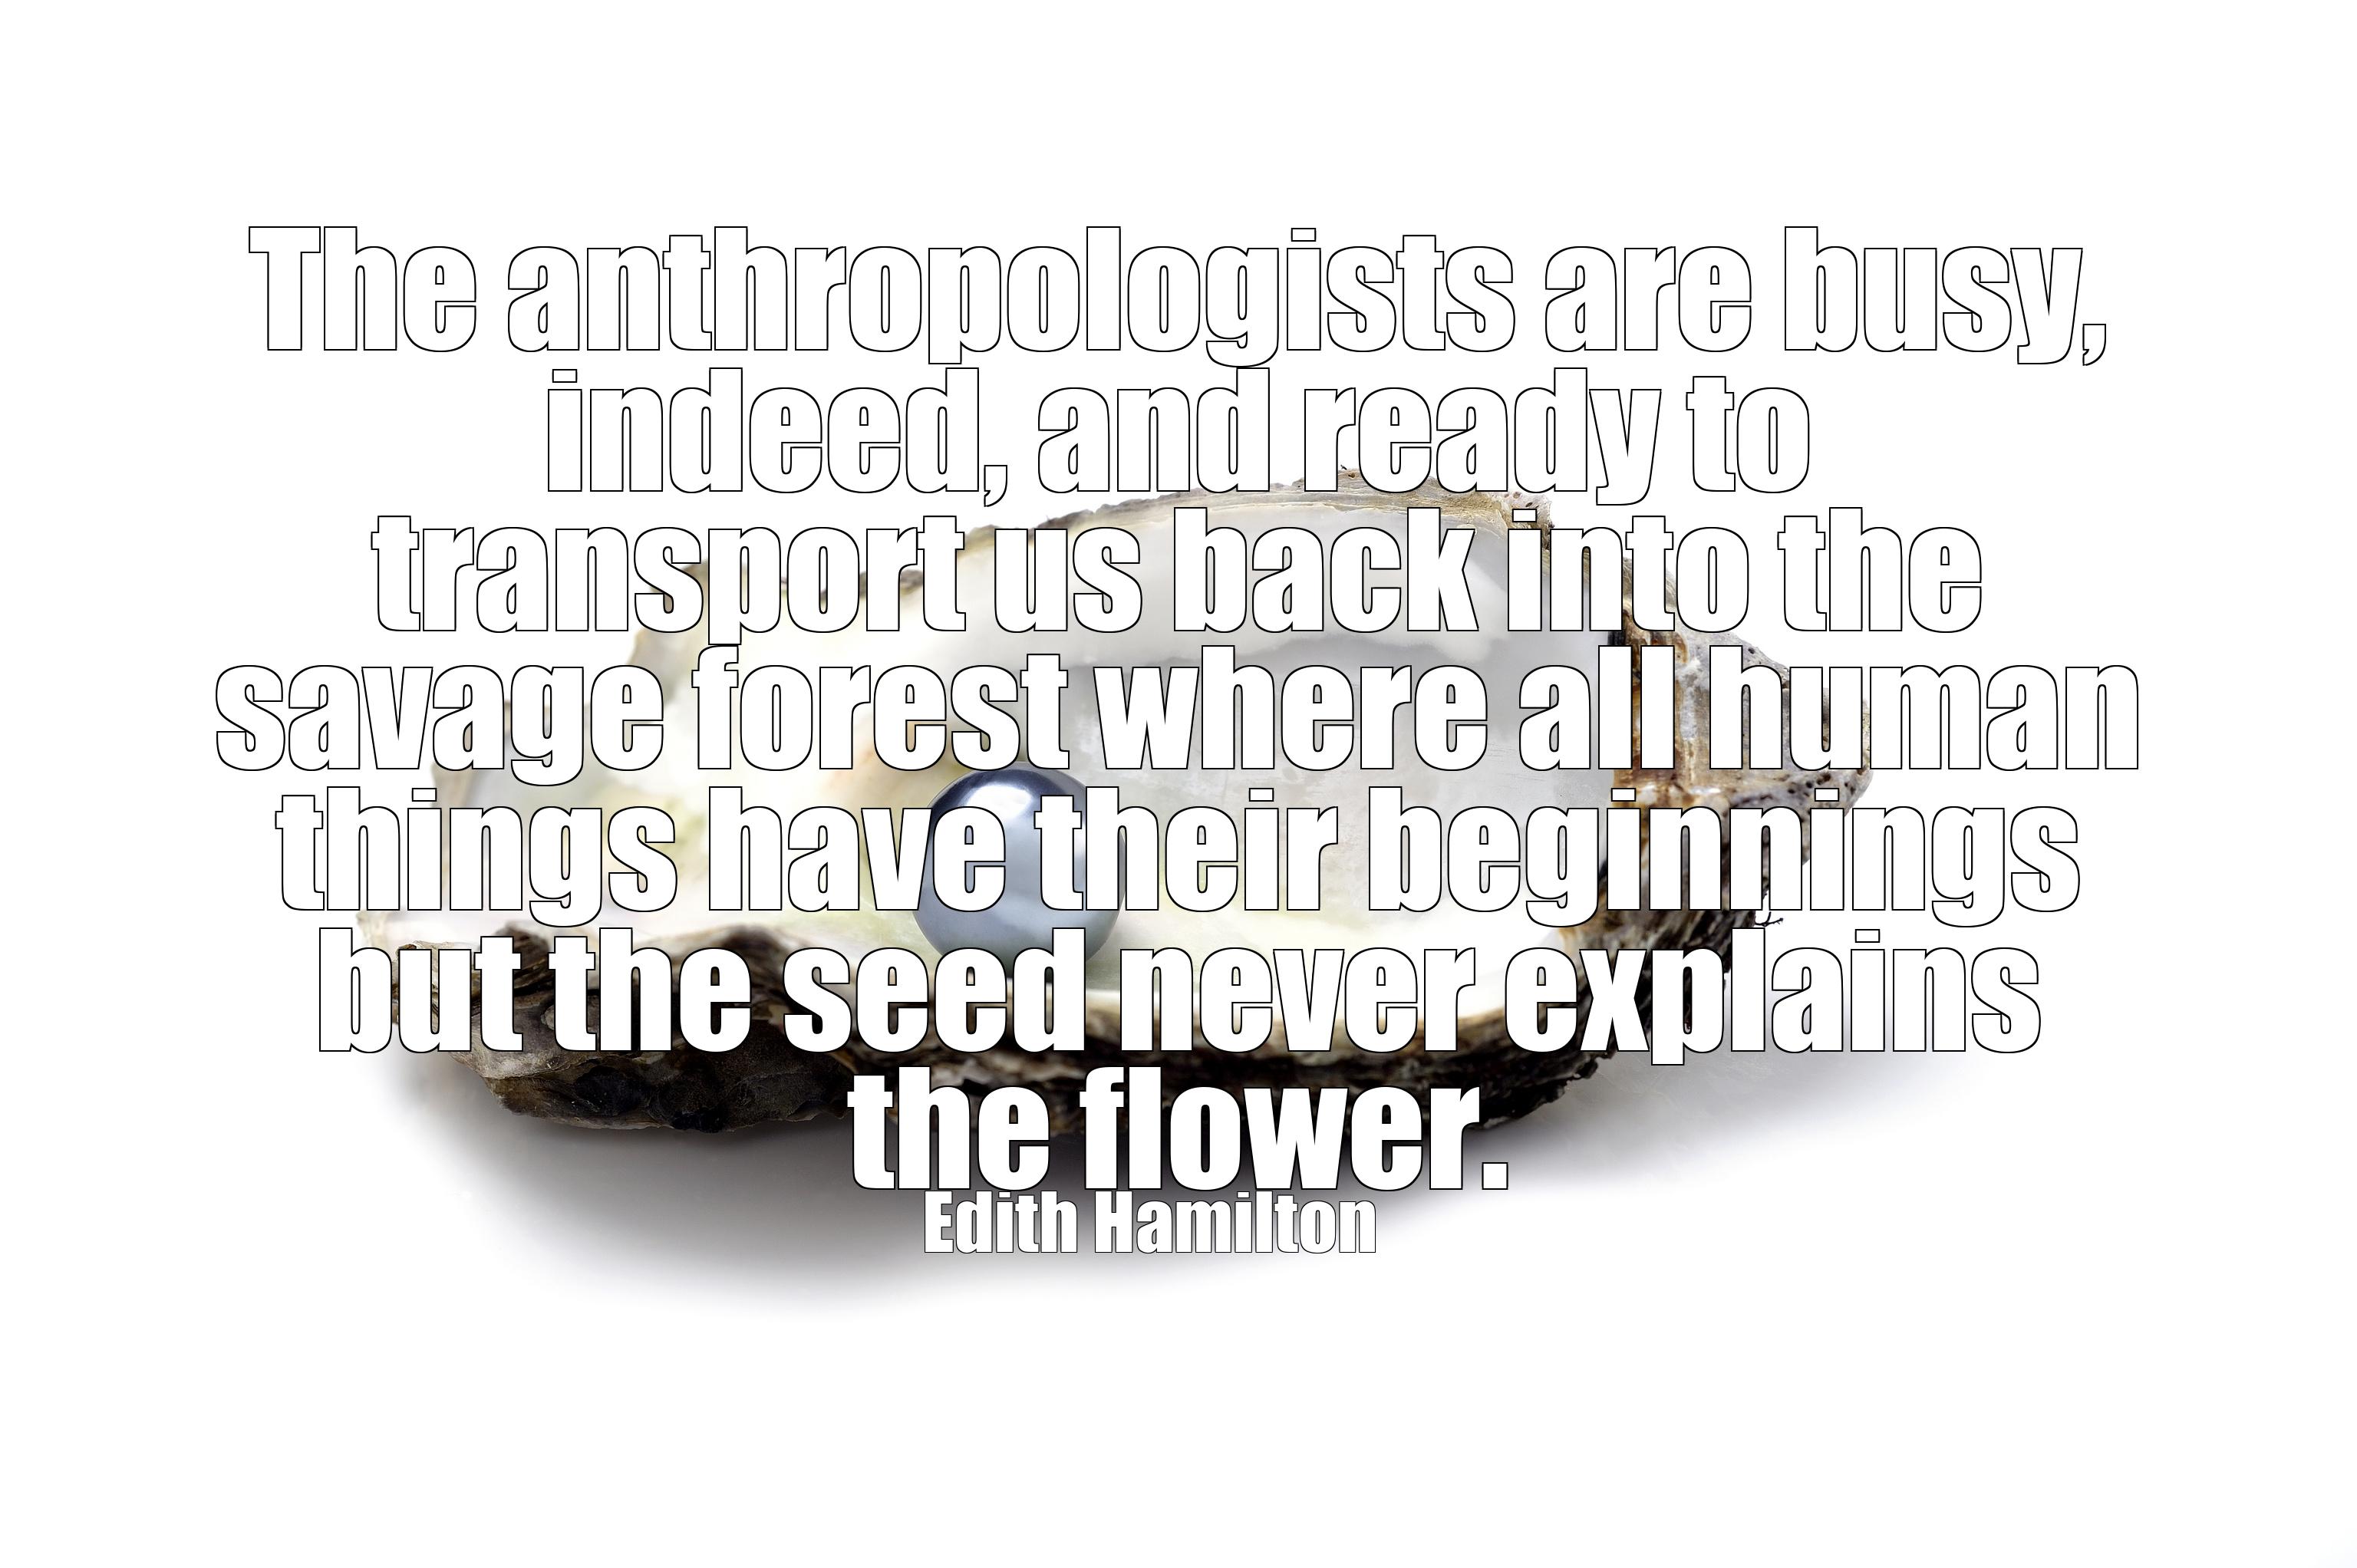 The anthropologists are busy,
indeed, and ready to
transport us back into the
savage forest where all human
things have their beginnings
but the seed never explains
the flower.
Edith Hamilton